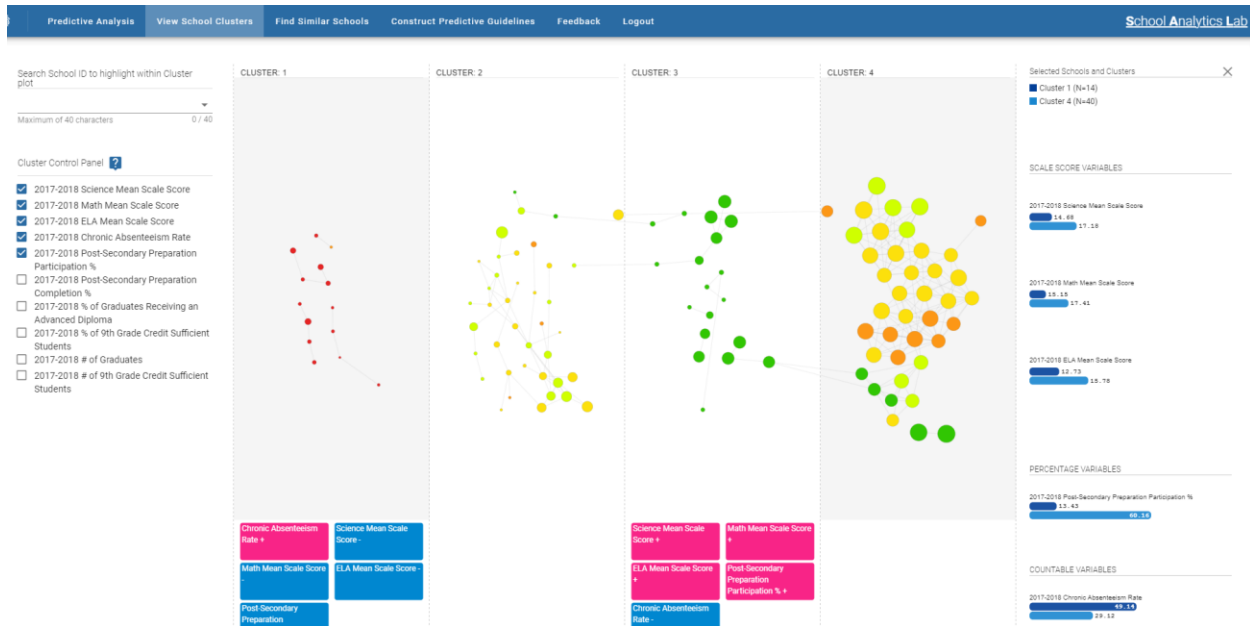 Predictive Analysis
View School Clusters
Find Similar Schools
Construct Predictive Guidelines
Feedback
Logout
School Analytics Lab
Search School ID to highlight within Cluster
plot
Maximum of 40 characters
0 / 40
Cluster Control Panel ?
2017-2018 Science Mean Scale Score
2017-2018 Math Mean Scale Score
2017-2018 ELA Mean Scale Score
2017-2018 Chronic Absenteeism Rate
2017-2018 Post-Secondary Preparation
Participation %
2017-2018 Post-Secondary Preparation
Completion %
2017-2018 % of Graduates Receiving an
Advanced Diploma
2017-2018 % of 9th Grade Credit Sufficient
Students
2017-2018 # of Graduates
2017-2018 # of 9th Grade Credit Sufficient
Students
CLUSTER: 1
CLUSTER: 2
CLUSTER: 3
CLUSTER: 4
Chronic Absenteeism
Rate +
Science Mean Scale
Score -
Math Mean Scale Score
-
ELA Mean Scale Score -
Post-Secondary
Preparation
Science Mean Scale
Score +
Math Mean Scale Score
+
ELA Mean Scale Score
+
Post-Secondary
Preparation
Participation % +
Chronic Absenteeism
Rate -
Selected Schools and Clusters
Cluster 1 (N=14)
Cluster 4 (N=40)
SCALE SCORE VARIABLES
2017-2018 Science Mean Scale Score
14.68
17.18
2017-2018 Math Mean Scale Score
15.15
17.41
2017-2018 ELA Mean Scale Score
12.73
15.78
PERCENTAGE VARIABLES
2017-2018 Post-Secondary Preparation Participation %
13.43
60.16
COUNTABLE VARIABLES
2017-2018 Chronic Absenteeism Rate
49.14
29.12